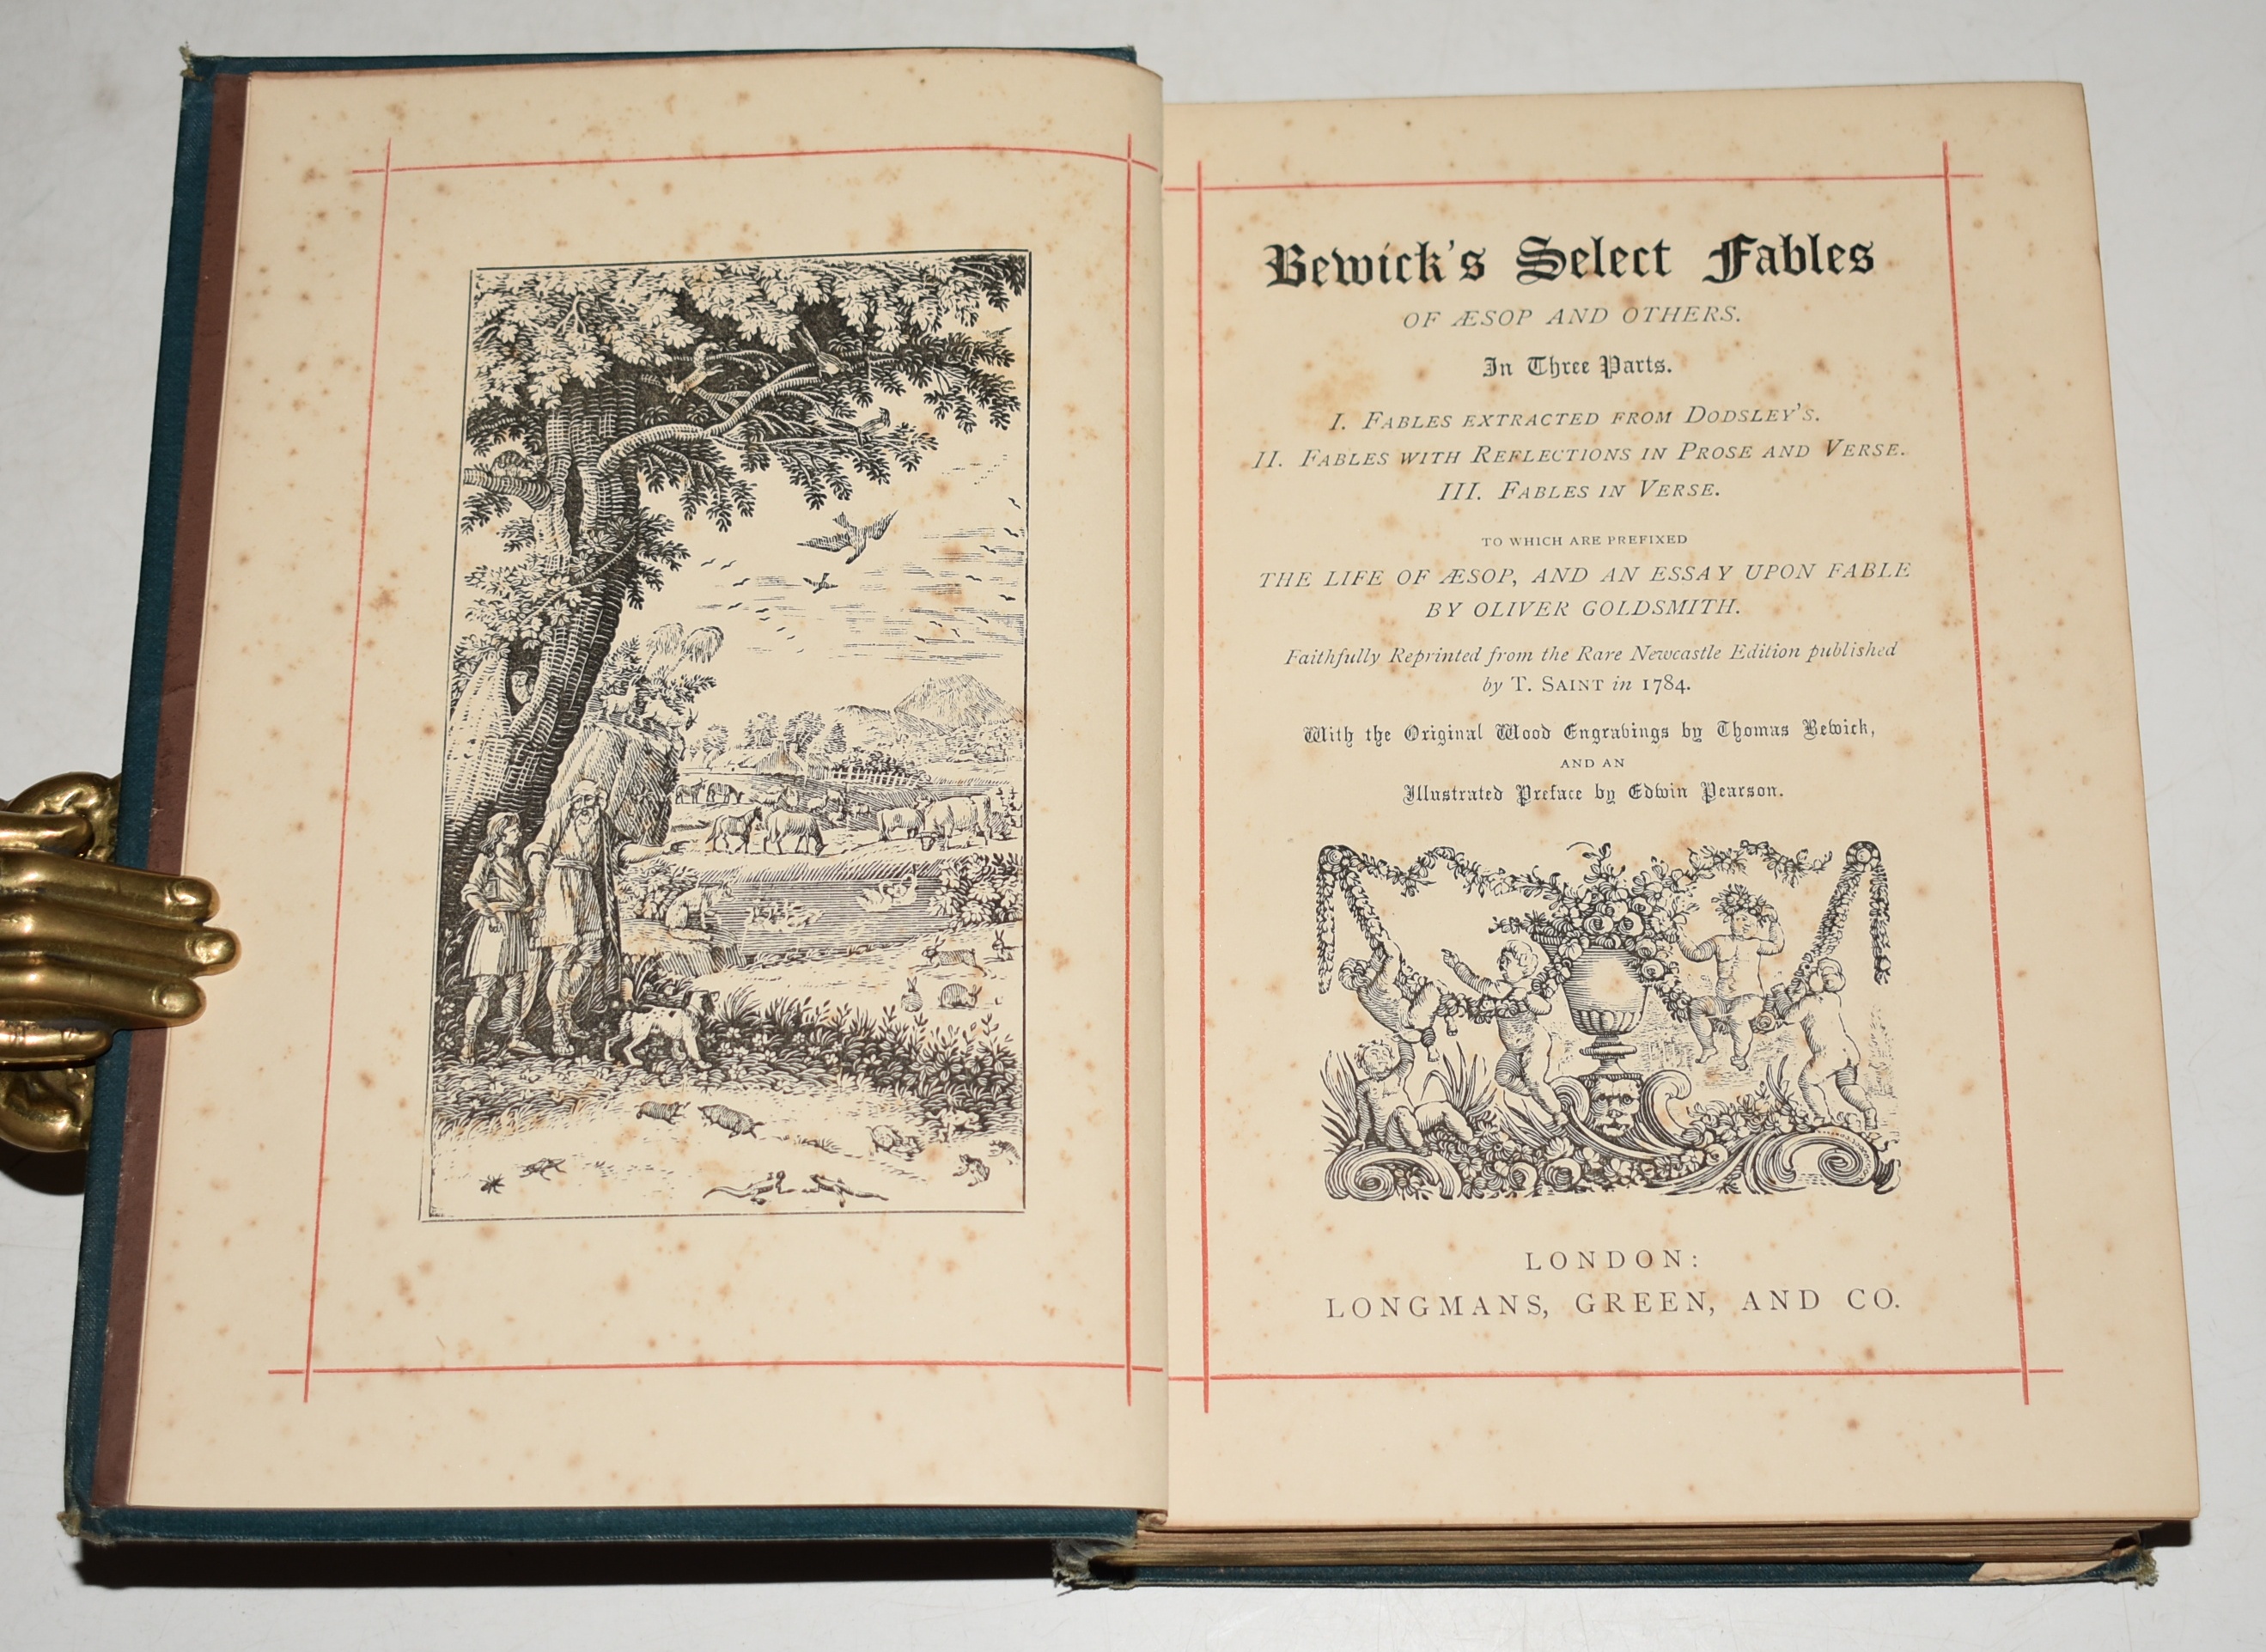 Bewick's Select Fables
OF ÆSOP AND OTHERS.
In Three Parts.
I. FABLES EXTRACTED FROM DODSLEY'S.
II. FABLES WITH REFLECTIONS IN PROSE AND VERSE.
III. FABLES IN VERSE.
TO WHICH ARE PREFIXED
THE LIFE OF ÆSOP, AND AN ESSAY UPON FABLE
BY OLIVER GOLDSMITH.
Faithfully Reprinted from the Rare Newcastle Edition published
by T. SAINT in 1784.
With the Original Wood Engravings by Thomas Bewick,
AND AN
Illustrated Preface by Edwin Pearson.
LONDON:
LONGMANS, GREEN, AND CO.